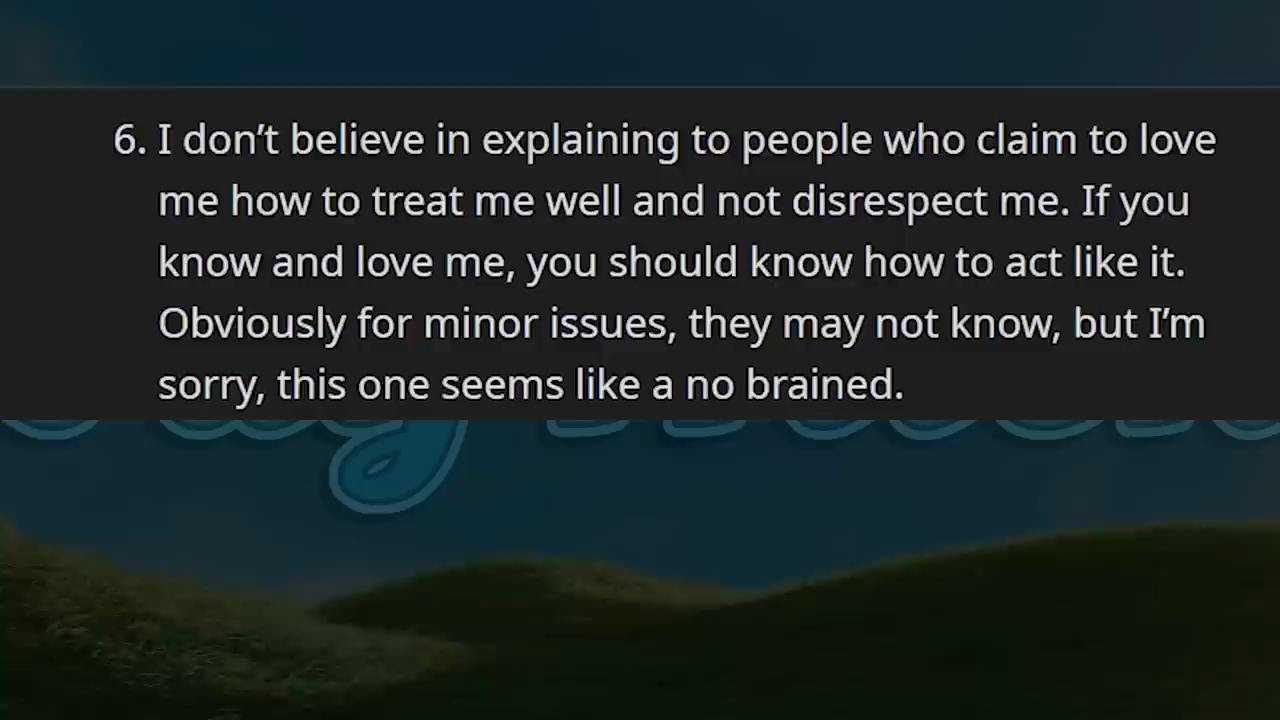 6. I don’t believe in explaining to people who claim to love
me how to treat me well and not disrespect me. If you
know and love me, you should know how to act like it.
Obviously for minor issues, they may not know, but I’m
sorry, this one seems like a no brained.